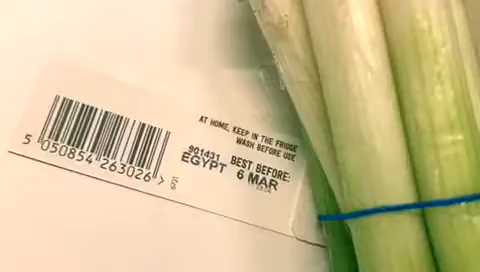 AT HOME, KEEP IN THE FRIDGE
WASH BEFORE USE
901431
EGYPT
BEST BEFORE:
6 MAR
5 050854 263026 >